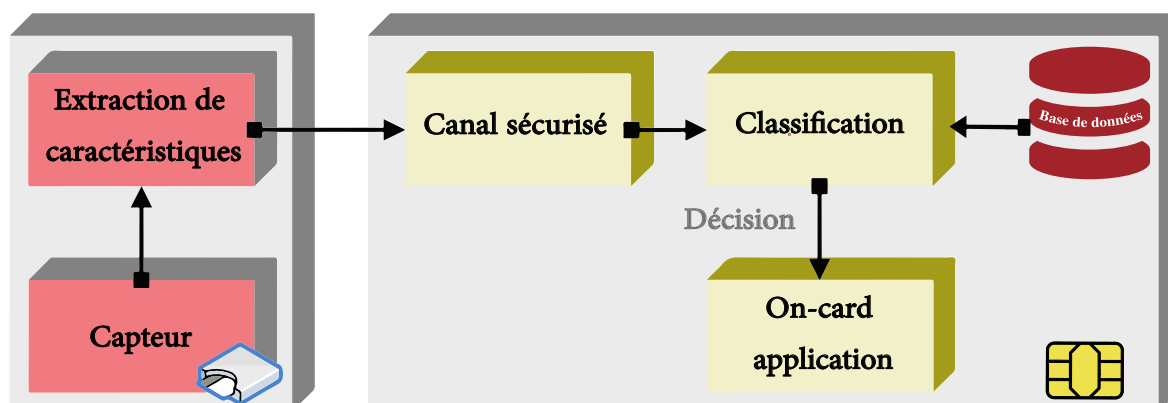 Extraction de
caractéristiques
Canal sécurisé
Classification
Base de données
Décision
Capteur
On-card
application